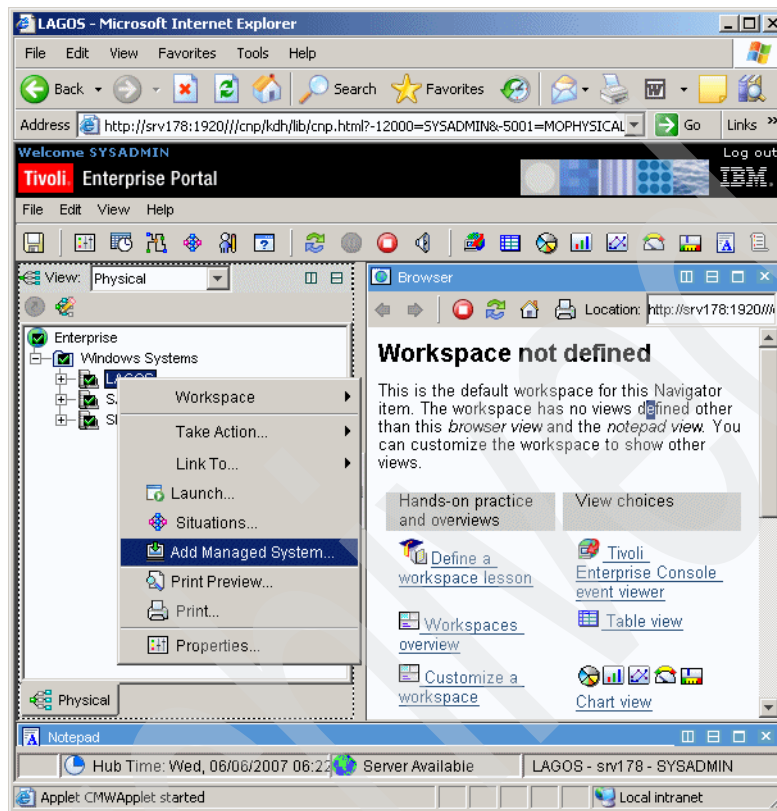 LAGOS - Microsoft Internet Explorer
File Edit View Favorites Tools Help
Back Search Favorites
Address http://srv178:1920///cnp/kdh/lib/cnp.html?-12000=SYSADMIN&-5001=MOPHYSICAL Go Links »
Welcome SYSADMIN Log out
Tivoli. Enterprise Portal IBM.
File Edit View Help
View: Physical
Browser
Location: http://srv178:1920///
Enterprise
Windows Systems
LAGOS
Workspace
Take Action...
Link To...
Launch...
Situations...
Add Managed System...
Print Preview...
Print...
Properties...
Physical
Workspace not defined
This is the default workspace for this Navigator
item. The workspace has no views defined other
than this browser view and the notepad view. You
can customize the workspace to show other
views.
Hands-on practice
and overviews
View choices
Define a
workspace lesson
Tivoli
Enterprise Console
event viewer
Workspaces
overview
Table view
Customize a
workspace
Chart view
Notepad
Hub Time: Wed, 06/06/2007 06:22 Server Available LAGOS - srv178 - SYSADMIN
Applet CMWApplet started Local intranet